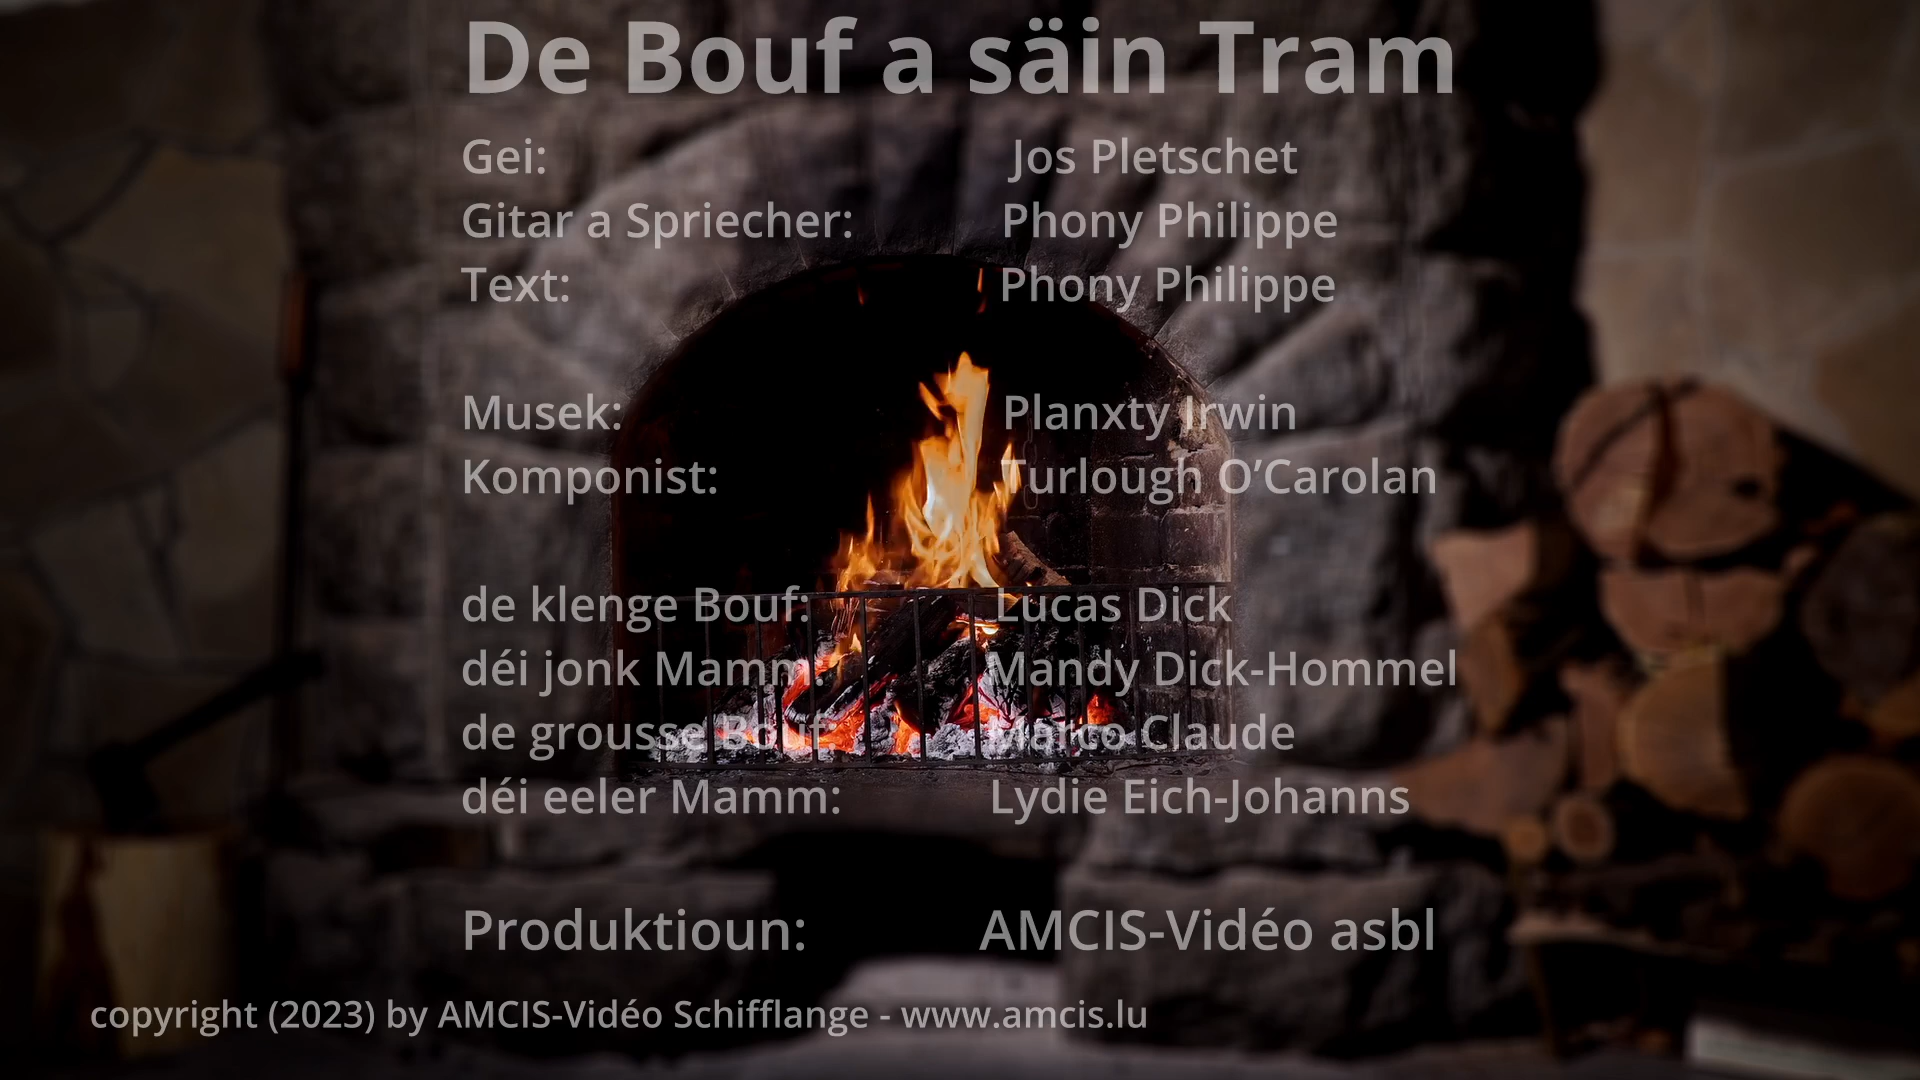 De Bouf a säin Tram
Gei: Jos Pletschet
Gitar a Spriecher: Phony Philippe
Text: Phony Philippe
Musek: Planxty Irwin
Komponist: Turlough O’Carolan
de klenge Bouf: Lucas Dick
déi jonk Mamm: Mandy Dick-Hommel
de grousse Bouf: Marco Claude
déi eeler Mamm: Lydie Eich-Johanns
Produktioun: AMCIS-Vidéo asbl
copyright (2023) by AMCIS-Vidéo Schifflange - www.amcis.lu